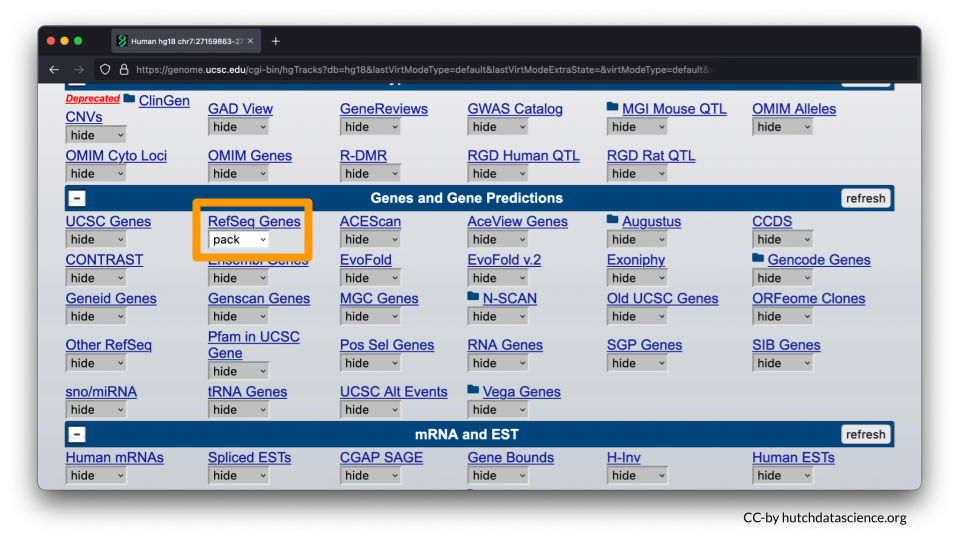 Human hg18 chr7:27159863-27
https://genome.ucsc.edu/cgi-bin/hgTracks?db=hg18&lastVirtModeType=default&lastVirtModeExtraState=&virtModeType=default&
Deprecated ClinGen CNVs
hide
GAD View
hide
GeneReviews
hide
GWAS Catalog
hide
MGI Mouse QTL
hide
OMIM Alleles
hide
OMIM Cyto Loci
hide
OMIM Genes
hide
R-DMR
hide
RGD Human QTL
hide
RGD Rat QTL
hide
- Genes and Gene Predictions refresh
UCSC Genes
hide
RefSeq Genes
pack
ACEScan
hide
AceView Genes
hide
Augustus
hide
CCDS
hide
CONTRAST
hide
Ensembl Genes
hide
EvoFold
hide
EvoFold v.2
hide
Exoniphy
hide
Gencode Genes
hide
Geneid Genes
hide
Genscan Genes
hide
MGC Genes
hide
N-SCAN
hide
Old UCSC Genes
hide
ORFeome Clones
hide
Other RefSeq
hide
Pfam in UCSC Gene
hide
Pos Sel Genes
hide
RNA Genes
hide
SGP Genes
hide
SIB Genes
hide
sno/miRNA
hide
tRNA Genes
hide
UCSC Alt Events
hide
Vega Genes
hide
- mRNA and EST refresh
Human mRNAs
hide
Spliced ESTs
hide
CGAP SAGE
hide
Gene Bounds
hide
H-Inv
hide
Human ESTs
hide
CC-by hutchdatascience.org